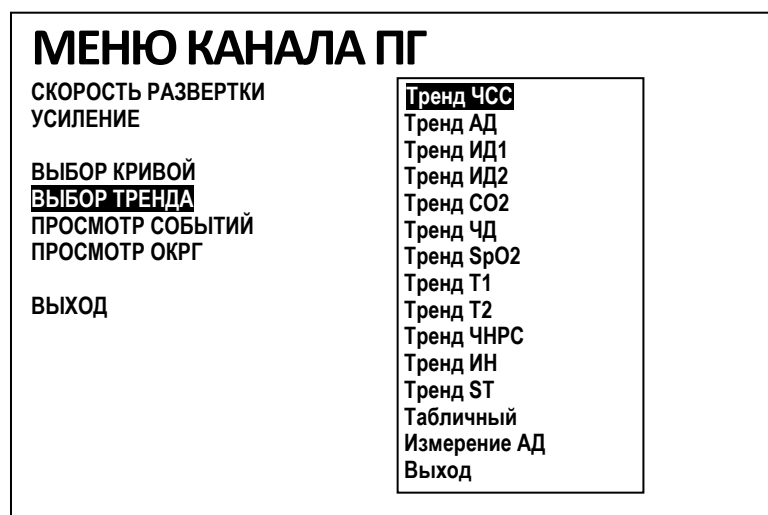 МЕНЮ КАНАЛА ПГ
СКОРОСТЬ РАЗВЕРТКИ
УСИЛЕНИЕ
ВЫБОР КРИВОЙ
ВЫБОР ТРЕНДА
ПРОСМОТР СОБЫТИЙ
ПРОСМОТР ОКРГ
ВЫХОД
Тренд ЧСС
Тренд АД
Тренд ИД1
Тренд ИД2
Тренд СО2
Тренд ЧД
Тренд SpO2
Тренд Т1
Тренд Т2
Тренд ЧНРС
Тренд ИН
Тренд ST
Табличный
Измерение АД
Выход